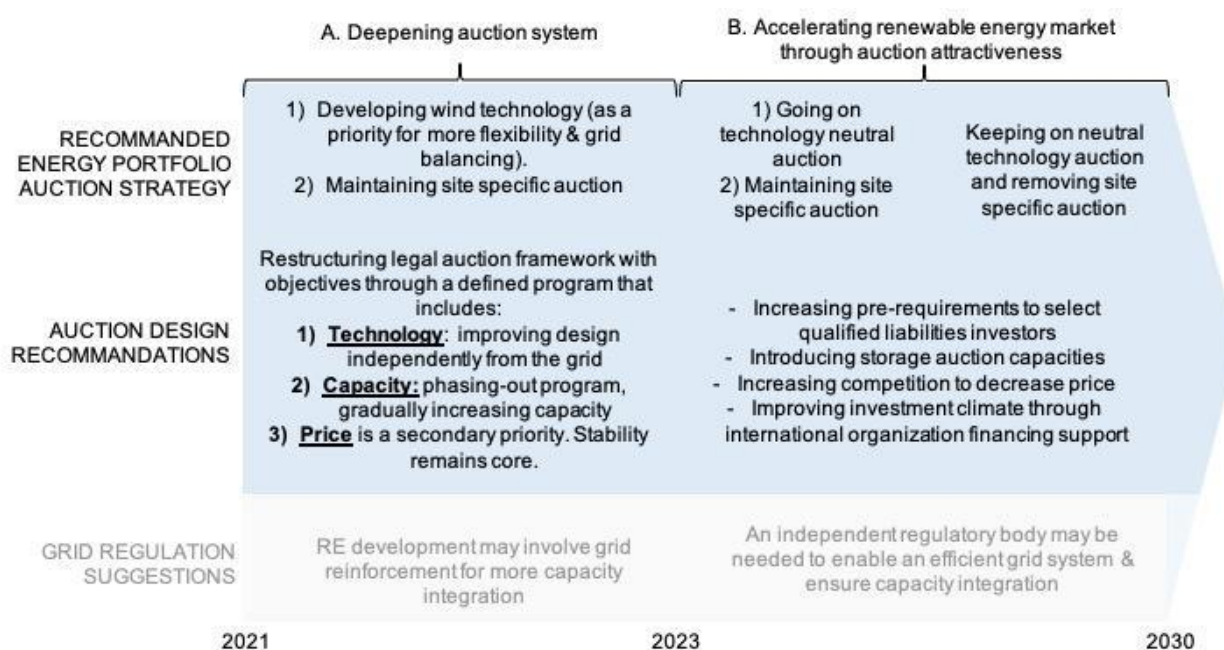 A. Deepening auction system
B. Accelerating renewable energy market
through auction attractiveness
RECOMMANDED
ENERGY PORTFOLIO
AUCTION STRATEGY
1) Developing wind technology (as a
priority for more flexibility & grid
balancing).
2) Maintaining site specific auction
1) Going on
technology neutral
auction
2) Maintaining site
specific auction
Keeping on neutral
technology auction
and removing site
specific auction
AUCTION DESIGN
RECOMMANDATIONS
Restructuring legal auction framework with
objectives through a defined program that
includes:
1) Technology: improving design
independently from the grid
2) Capacity: phasing-out program,
gradually increasing capacity
3) Price is a secondary priority. Stability
remains core.
- Increasing pre-requirements to select
qualified liabilities investors
- Introducing storage auction capacities
- Increasing competition to decrease price
- Improving investment climate through
international organization financing support
GRID REGULATION
SUGGESTIONS
RE development may involve grid
reinforcement for more capacity
integration
An independent regulatory body may be
needed to enable an efficient grid system &
ensure capacity integration
2021
2023
2030